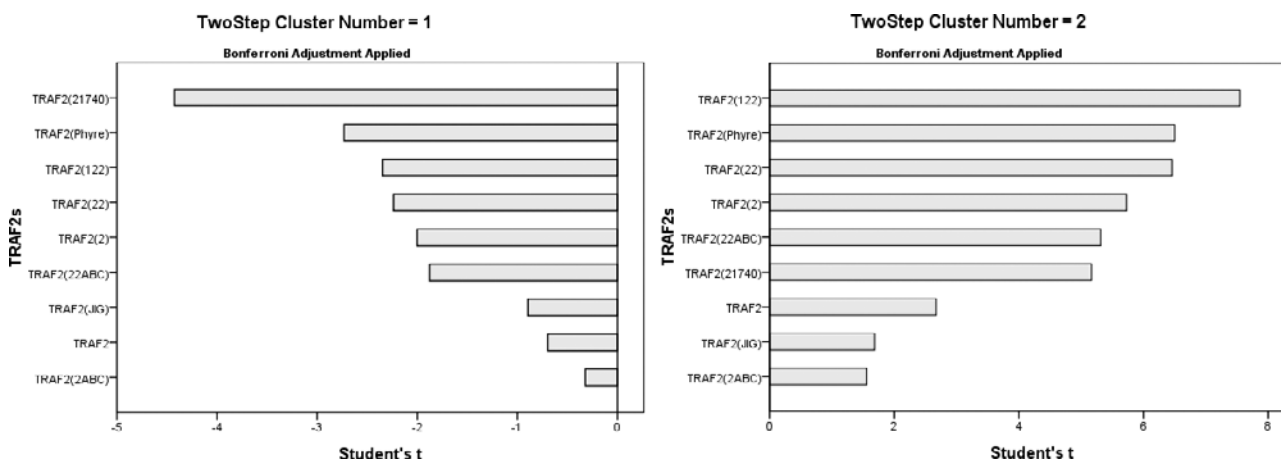 TwoStep Cluster Number = 1
Bonferroni Adjustment Applied
TRAF2s
TRAF2(21740)
TRAF2(Phyre)
TRAF2(122)
TRAF2(22)
TRAF2(2)
TRAF2(22ABC)
TRAF2(JIG)
TRAF2
TRAF2(2ABC)
-5 -4 -3 -2 -1 0
Student's t
TwoStep Cluster Number = 2
Bonferroni Adjustment Applied
TRAF2s
TRAF2(122)
TRAF2(Phyre)
TRAF2(22)
TRAF2(2)
TRAF2(22ABC)
TRAF2(21740)
TRAF2
TRAF2(JIG)
TRAF2(2ABC)
0 2 4 6 8
Student's t